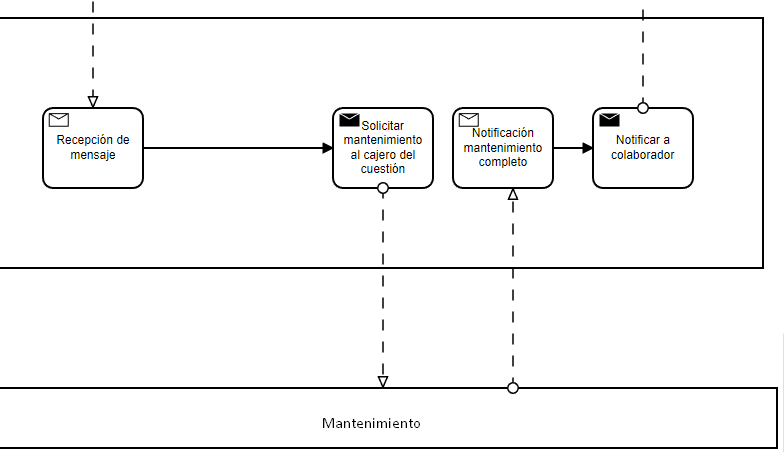 Recepción de
mensaje
Solicitar
mantenimiento
al cajero del
cuestión
Notificación
mantenimiento
completo
Notificar a
colaborador
Mantenimiento